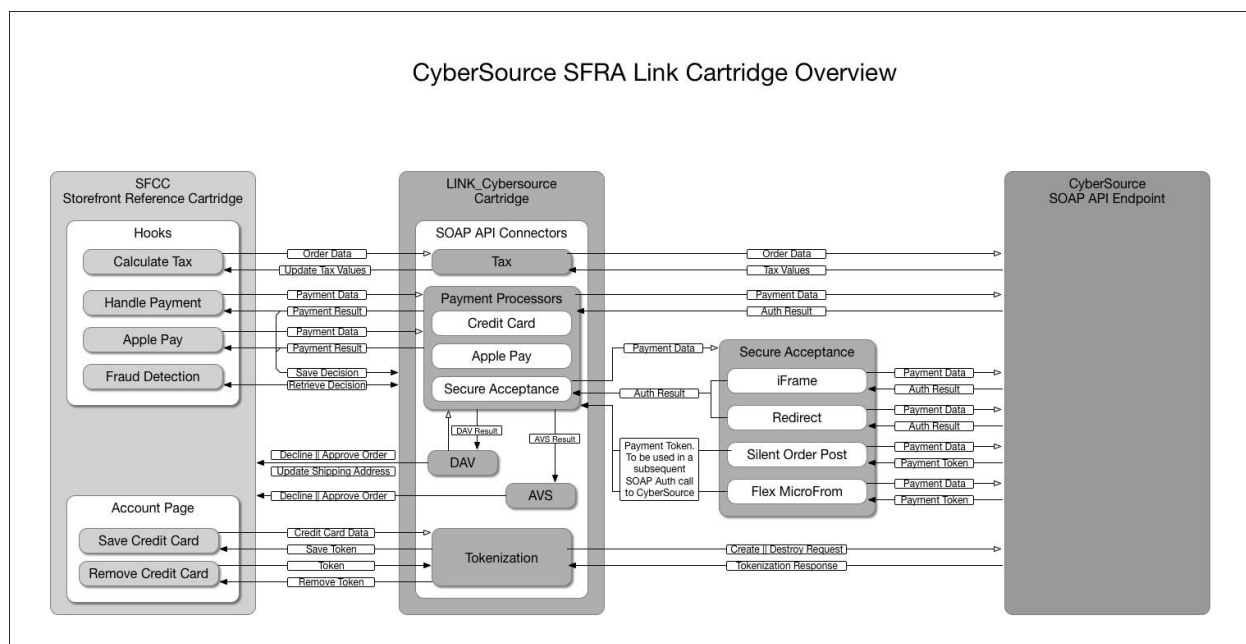 CyberSource SFRA Link Cartridge Overview
SFCC
Storefront Reference Cartridge
Hooks
Calculate Tax
Handle Payment
Apple Pay
Fraud Detection
Account Page
Save Credit Card
Remove Credit Card
Order Data
Update Tax Values
Payment Data
Payment Result
Payment Data
Payment Result
Save Decision
Retrieve Decision
Decline || Approve Order
Update Shipping Address
Decline || Approve Order
Credit Card Data
Save Token
Token
Remove Token
LINK_Cybersource
Cartridge
SOAP API Connectors
Tax
Payment Processors
Credit Card
Apple Pay
Secure Acceptance
DAV Result
AVS Result
DAV
AVS
Tokenization
Order Data
Tax Values
Payment Data
Auth Result
Payment Data
Auth Result
Payment Token.
To be used in a
subsequent
SOAP Auth call
to CyberSource
Secure Acceptance
iFrame
Redirect
Silent Order Post
Flex MicroFrom
Payment Data
Auth Result
Payment Data
Auth Result
Payment Data
Payment Token
Payment Data
Payment Token
Create || Destroy Request
Tokenization Response
CyberSource
SOAP API Endpoint